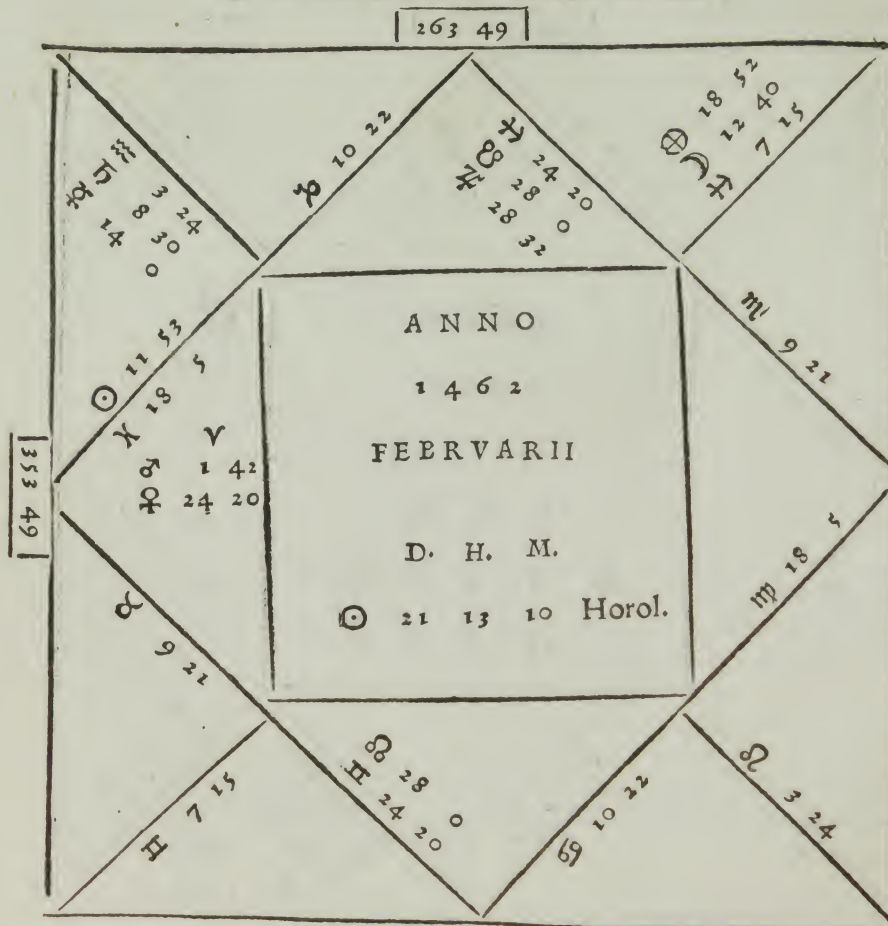 263 49
♑ 10 22
♐ 24 20
☋ 28 0
♃ 28 32
⊗ 18 52
☽ 12 40
♐ 7 15
♒ 3 24
♄ 8 30
☿ 14 0
♏ 9 21
☉ 11 53
♓ 18 5
♈
♂ 1 42
♀ 24 20
353 49
ANNO
1462
FEBRVARII
D. H. M.
☉ 21 13 10 Horol.
♍ 18 5
♉ 9 21
♊ 7 15
☊ 28 0
♊ 24 20
♋ 10 22
♌ 3 24